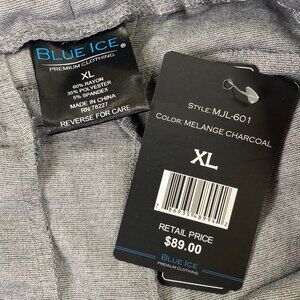 BLUE ICE®
PREMIUM CLOTHING
XL
60% RAYON
35% POLYESTER
5% SPANDEX
MADE IN CHINA
RN:78227
REVERSE FOR CARE
STYLE: MJL-601
COLOR: MELANGE CHARCOAL
XL
RETAIL PRICE
$89.00
BLUE ICE
PREMIUM CLOTHING